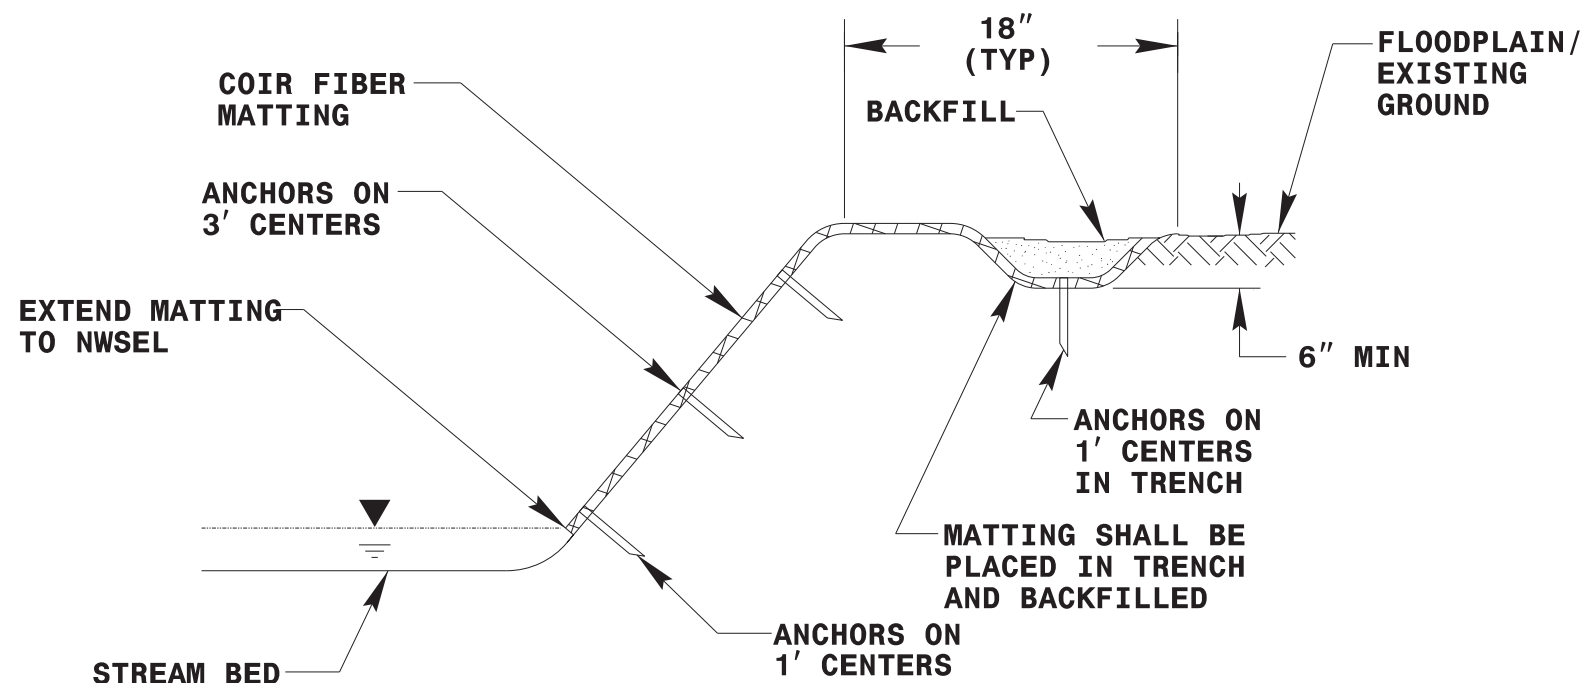 18″
(TYP)
FLOODPLAIN/
EXISTING
GROUND
COIR FIBER
MATTING
BACKFILL
ANCHORS ON
3′ CENTERS
EXTEND MATTING
TO NWSEL
6″ MIN
ANCHORS ON
1′ CENTERS
IN TRENCH
MATTING SHALL BE
PLACED IN TRENCH
AND BACKFILLED
ANCHORS ON
1′ CENTERS
STREAM BED